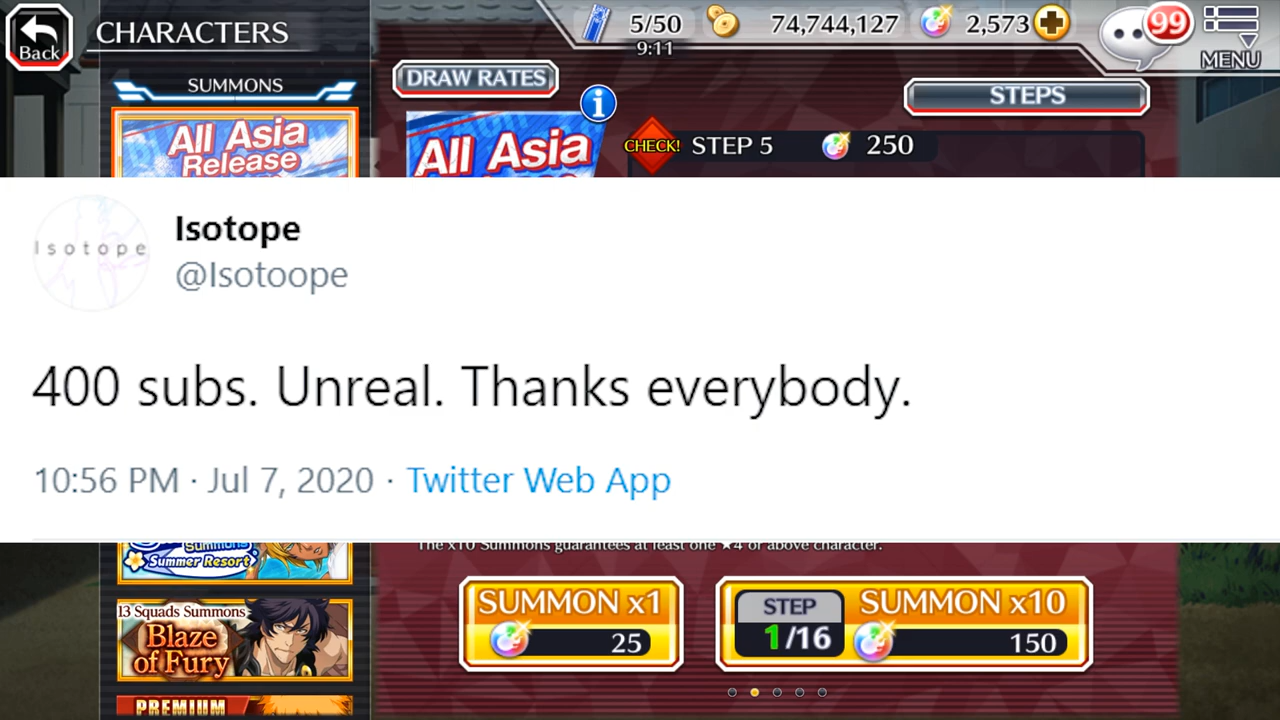 Back
CHARACTERS
5/50
9:11
74,744,127
2,573
99
MENU
SUMMONS
DRAW RATES
i
STEPS
All Asia
Release
All Asia
CHECK! STEP 5 250
Isotope
Isotope
@Isotoope
400 subs. Unreal. Thanks everybody.
10:56 PM · Jul 7, 2020 · Twitter Web App
Summons
Summer Resort
The x10 Summons guarantees at least one ★4 or above character.
13 Squads Summons
Blaze
of Fury
SUMMON x1
25
STEP
1/16
SUMMON x10
150
PREMIUM